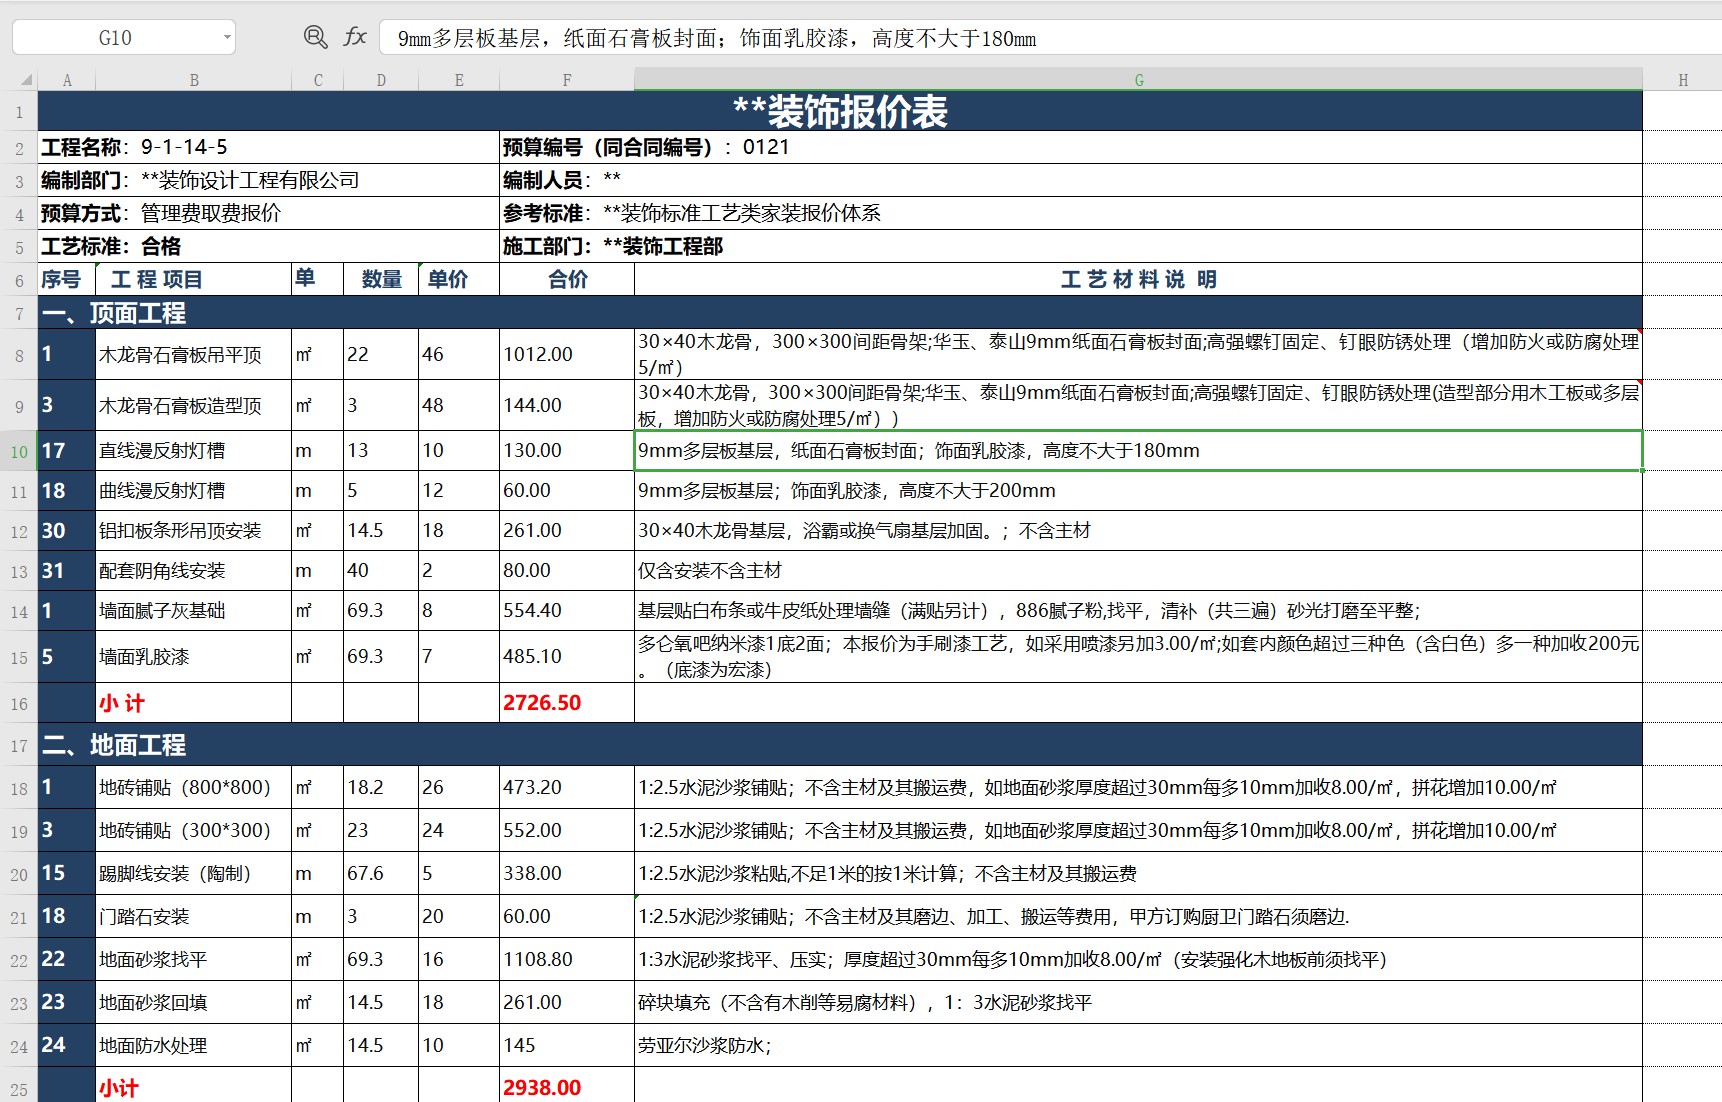 G10 fx 9mm多层板基层，纸面石膏板封面；饰面乳胶漆，高度不大于180mm
A B C D E F G H
1 **装饰报价表
2 工程名称：9-1-14-5 预算编号（同合同编号）：0121
3 编制部门：**装饰设计工程有限公司 编制人员：**
4 预算方式：管理费取费报价 参考标准：**装饰标准工艺类家装报价体系
5 工艺标准：合格 施工部门：**装饰工程部
6 序号 工 程 项目 单 数量 单价 合价 工 艺 材 料 说 明
7 一、顶面工程
8 1 木龙骨石膏板吊平顶 ㎡ 22 46 1012.00 30×40木龙骨，300×300间距骨架;华玉、泰山9mm纸面石膏板封面;高强螺钉固定、钉眼防锈处理（增加防火或防腐处理
5/㎡）
9 3 木龙骨石膏板造型顶 ㎡ 3 48 144.00 30×40木龙骨，300×300间距骨架;华玉、泰山9mm纸面石膏板封面;高强螺钉固定、钉眼防锈处理(造型部分用木工板或多层
板，增加防火或防腐处理5/㎡））
10 17 直线漫反射灯槽 m 13 10 130.00 9mm多层板基层，纸面石膏板封面；饰面乳胶漆，高度不大于180mm
11 18 曲线漫反射灯槽 m 5 12 60.00 9mm多层板基层；饰面乳胶漆，高度不大于200mm
12 30 铝扣板条形吊顶安装 ㎡ 14.5 18 261.00 30×40木龙骨基层，浴霸或换气扇基层加固。；不含主材
13 31 配套阴角线安装 m 40 2 80.00 仅含安装不含主材
14 1 墙面腻子灰基础 ㎡ 69.3 8 554.40 基层贴白布条或牛皮纸处理墙缝（满贴另计），886腻子粉,找平，清补（共三遍）砂光打磨至平整；
15 5 墙面乳胶漆 ㎡ 69.3 7 485.10 多仑氧吧纳米漆1底2面；本报价为手刷漆工艺，如采用喷漆另加3.00/㎡;如套内颜色超过三种色（含白色）多一种加收200元
。（底漆为宏漆）
16 小 计 2726.50
17 二、地面工程
18 1 地砖铺贴（800*800） ㎡ 18.2 26 473.20 1:2.5水泥沙浆铺贴；不含主材及其搬运费，如地面砂浆厚度超过30mm每多10mm加收8.00/㎡，拼花增加10.00/㎡
19 3 地砖铺贴（300*300） ㎡ 23 24 552.00 1:2.5水泥沙浆铺贴；不含主材及其搬运费，如地面砂浆厚度超过30mm每多10mm加收8.00/㎡，拼花增加10.00/㎡
20 15 踢脚线安装（陶制） m 67.6 5 338.00 1:2.5水泥沙浆粘贴,不足1米的按1米计算；不含主材及其搬运费
21 18 门踏石安装 m 3 20 60.00 1:2.5水泥沙浆铺贴；不含主材及其磨边、加工、搬运等费用，甲方订购厨卫门踏石须磨边.
22 22 地面砂浆找平 ㎡ 69.3 16 1108.80 1:3水泥砂浆找平、压实；厚度超过30mm每多10mm加收8.00/㎡（安装强化木地板前须找平）
23 23 地面砂浆回填 ㎡ 14.5 18 261.00 碎块填充（不含有木削等易腐材料），1：3水泥砂浆找平
24 24 地面防水处理 ㎡ 14.5 10 145 劳亚尔沙浆防水；
25 小计 2938.00